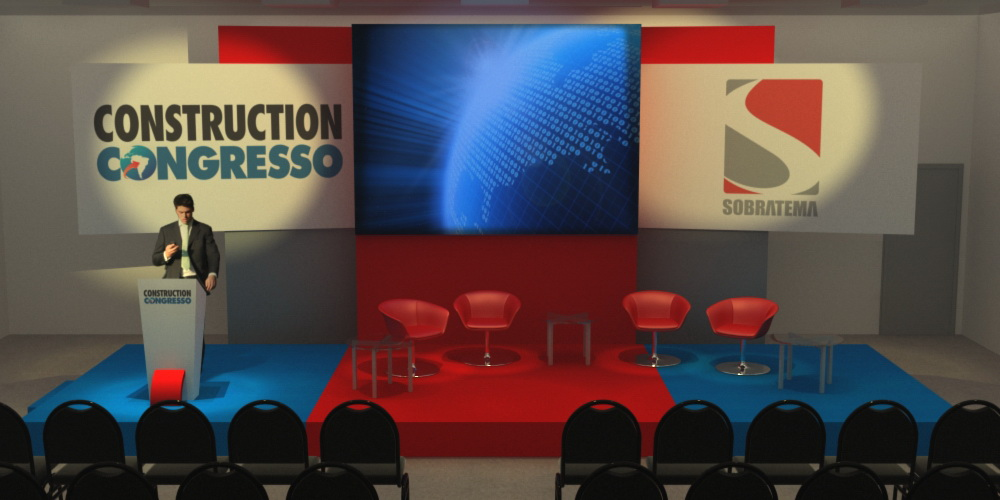 CONSTRUCTION
CONGRESSO
SOBRATEMA
CONSTRUCTION
CONGRESSO